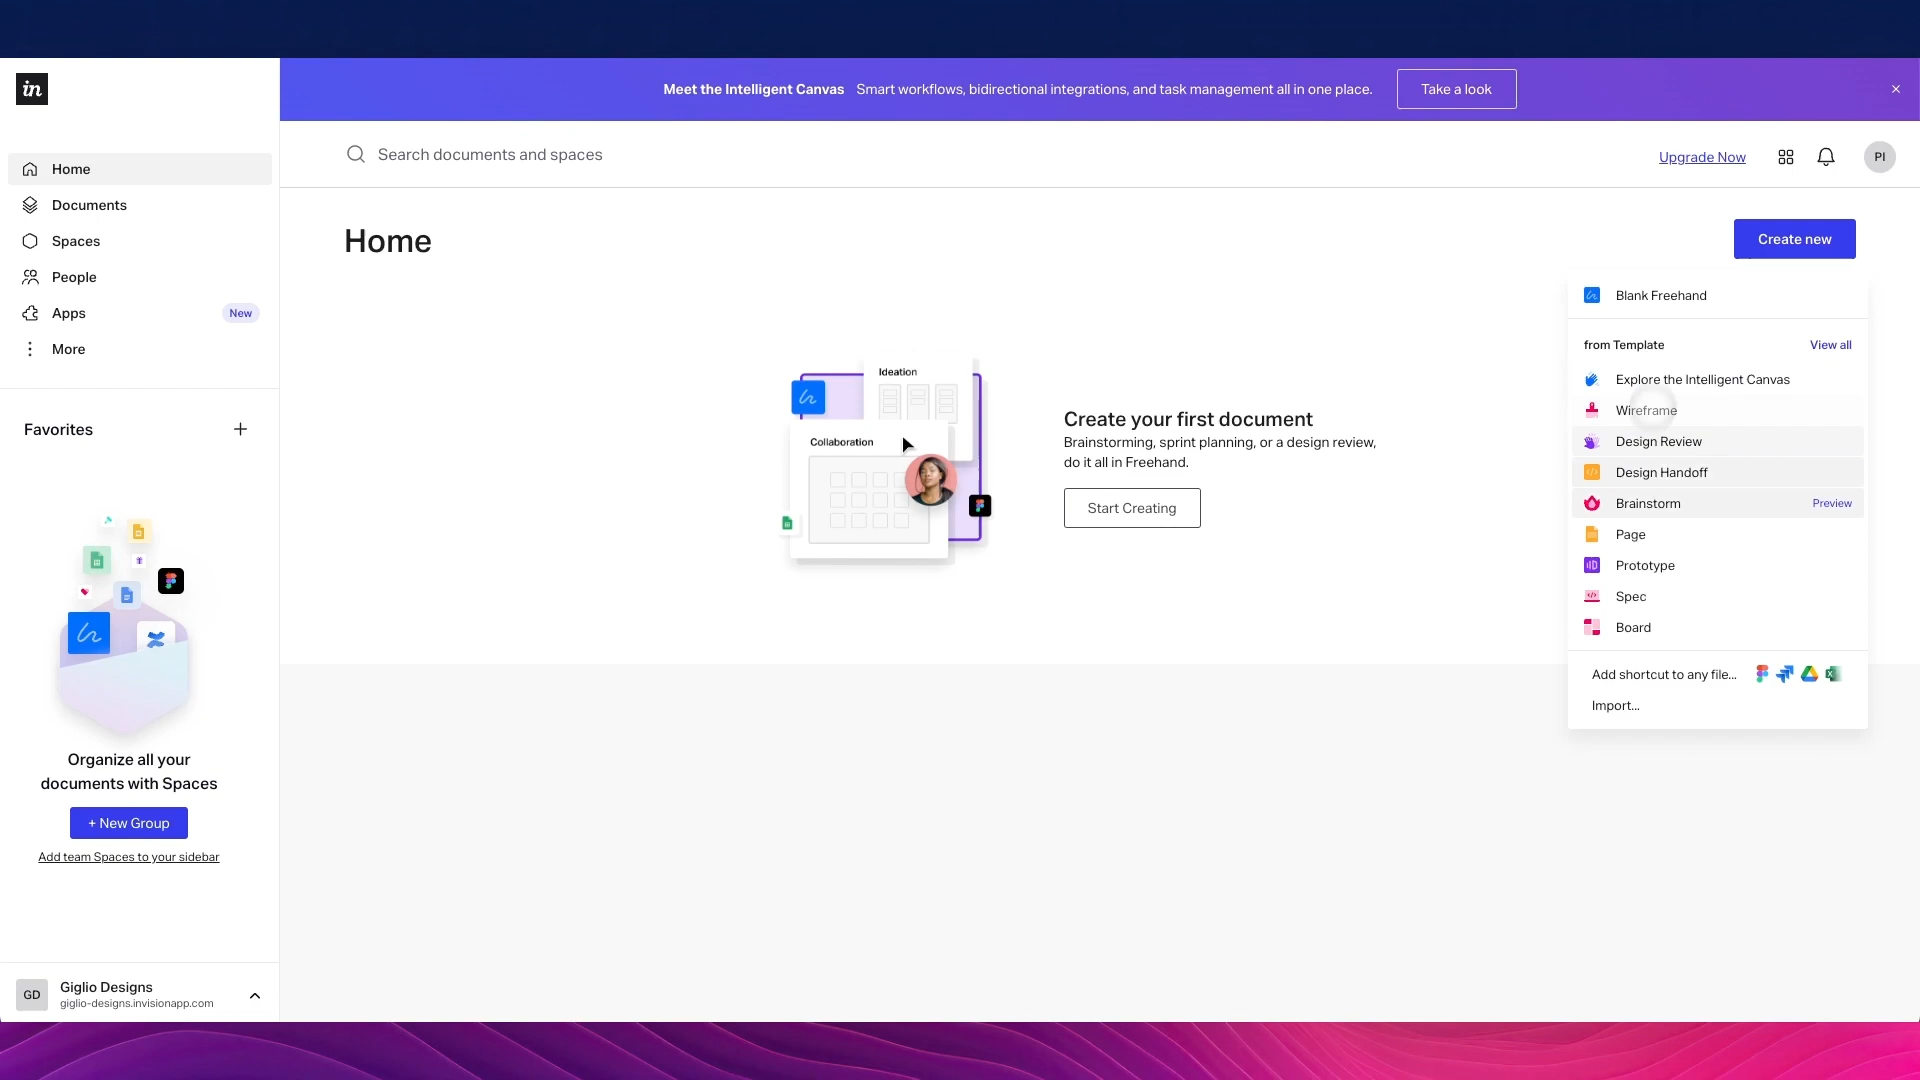 in
Meet the Intelligent Canvas Smart workflows, bidirectional integrations, and task management all in one place. Take a look
Search documents and spaces
Upgrade Now
PI
Home
Documents
Spaces
People
Apps New
More
Favorites
Organize all your
documents with Spaces
+ New Group
Add team Spaces to your sidebar
GD
Giglio Designs
giglio-designs.invisionapp.com
Home
Create new
Ideation
Collaboration
Create your first document
Brainstorming, sprint planning, or a design review,
do it all in Freehand.
Start Creating
Blank Freehand
from Template View all
Explore the Intelligent Canvas
Wireframe
Design Review
Design Handoff
Brainstorm Preview
Page
Prototype
Spec
Board
Add shortcut to any file...
Import...